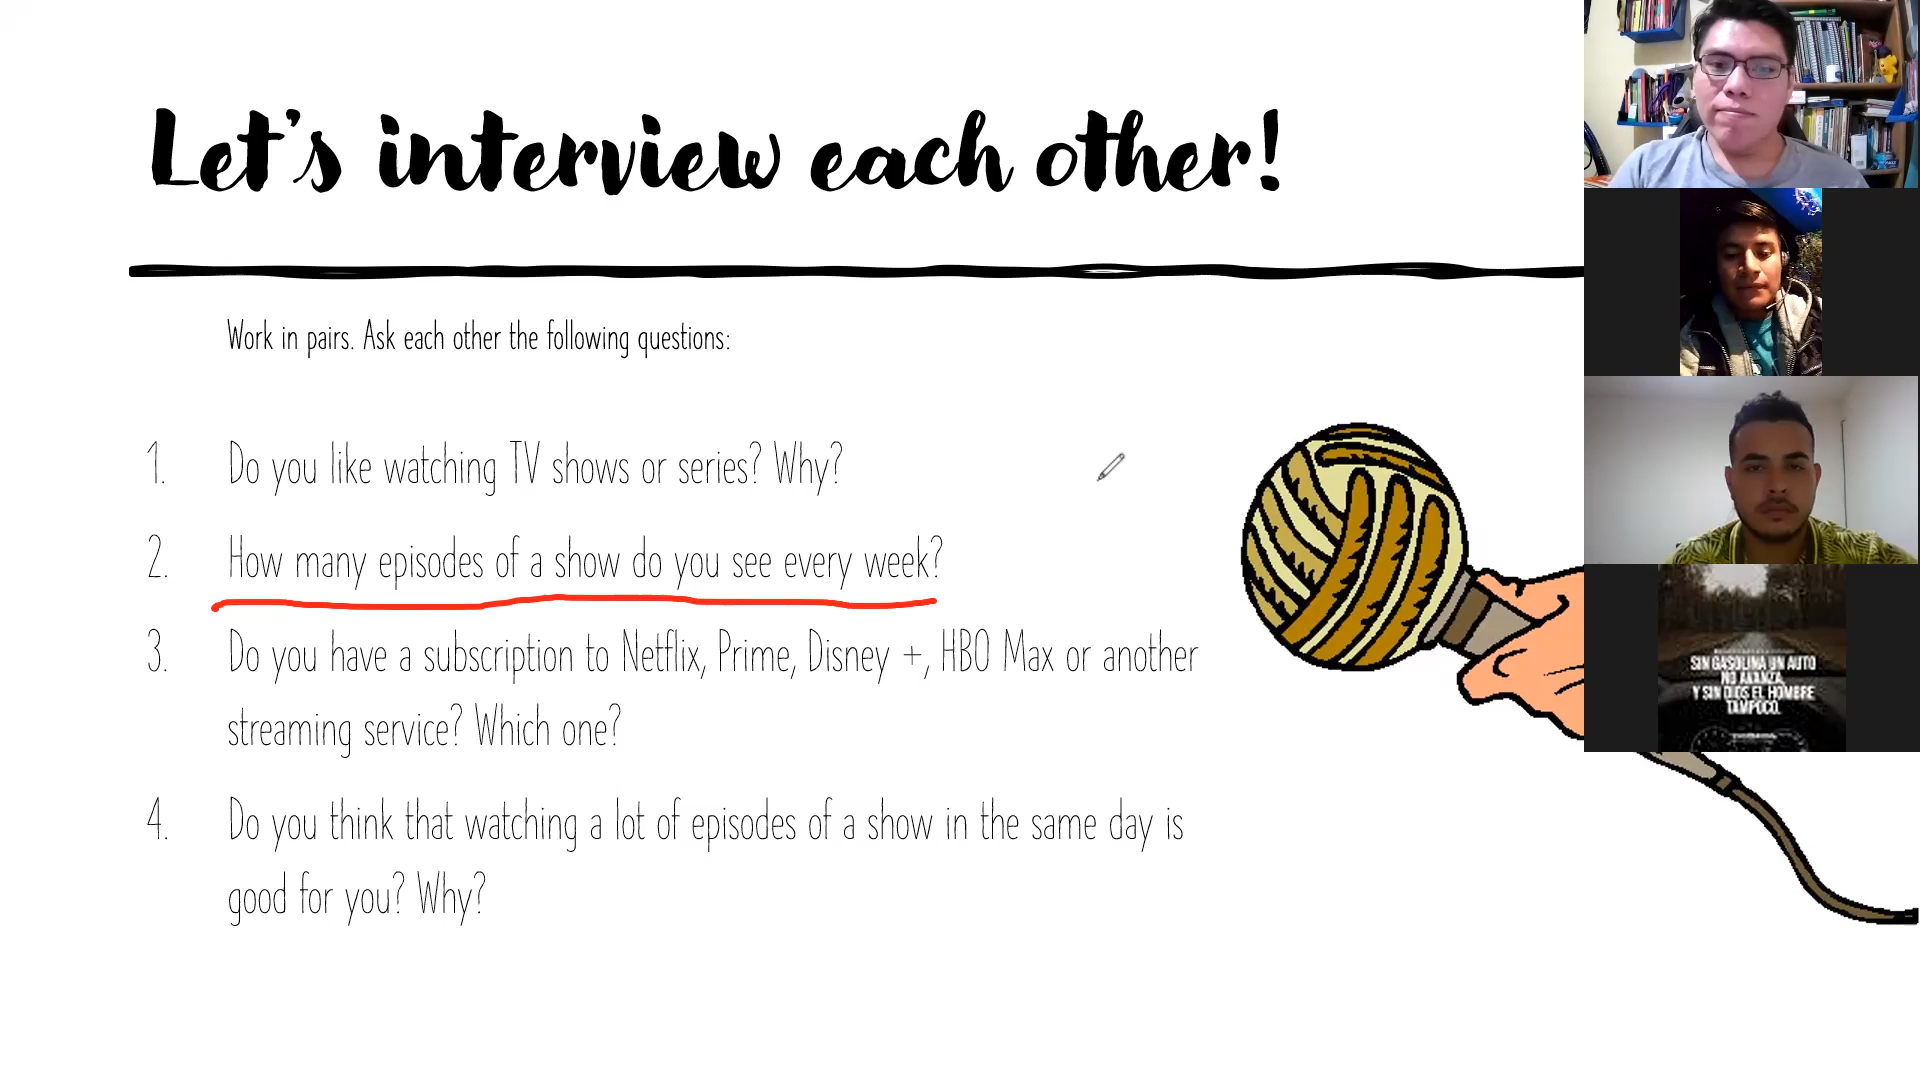 Let's interview each other!
Work in pairs. Ask each other the following questions:
1. Do you like watching TV shows or series? Why?
2. How many episodes of a show do you see every week?
3. Do you have a subscription to Netflix, Prime, Disney +, HBO Max or another
streaming service? Which one?
4. Do you think that watching a lot of episodes of a show in the same day is
good for you? Why?
SIN GASOLINA UN AUTO
NO AVANZA,
Y SIN DIOS EL HOMBRE
TAMPOCO.